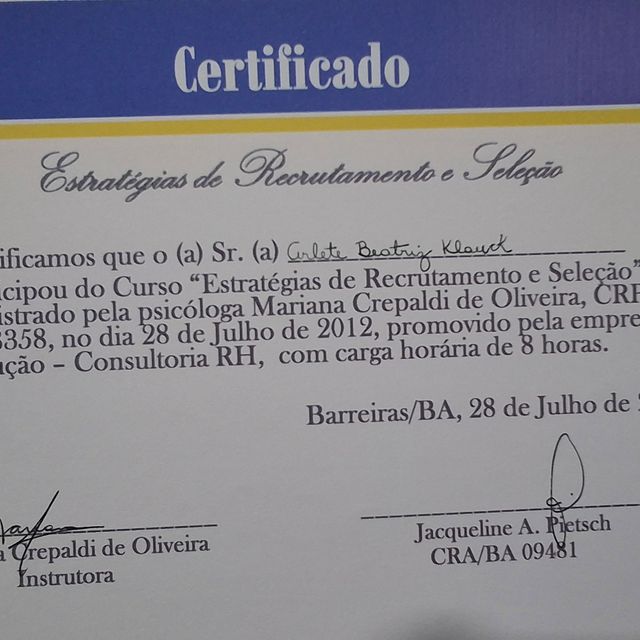 Certificado
Estratégias de Recrutamento e Seleção
ificamos que o (a) Sr. (a) Arlete Beatriz Klauck
cipou do Curso “Estratégias de Recrutamento e Seleção”
istrado pela psicóloga Mariana Crepaldi de Oliveira, CRP
3358, no dia 28 de Julho de 2012, promovido pela empre
ução – Consultoria RH, com carga horária de 8 horas.
Barreiras/BA, 28 de Julho de
a Crepaldi de Oliveira
Instrutora
Jacqueline A. Pietsch
CRA/BA 09481